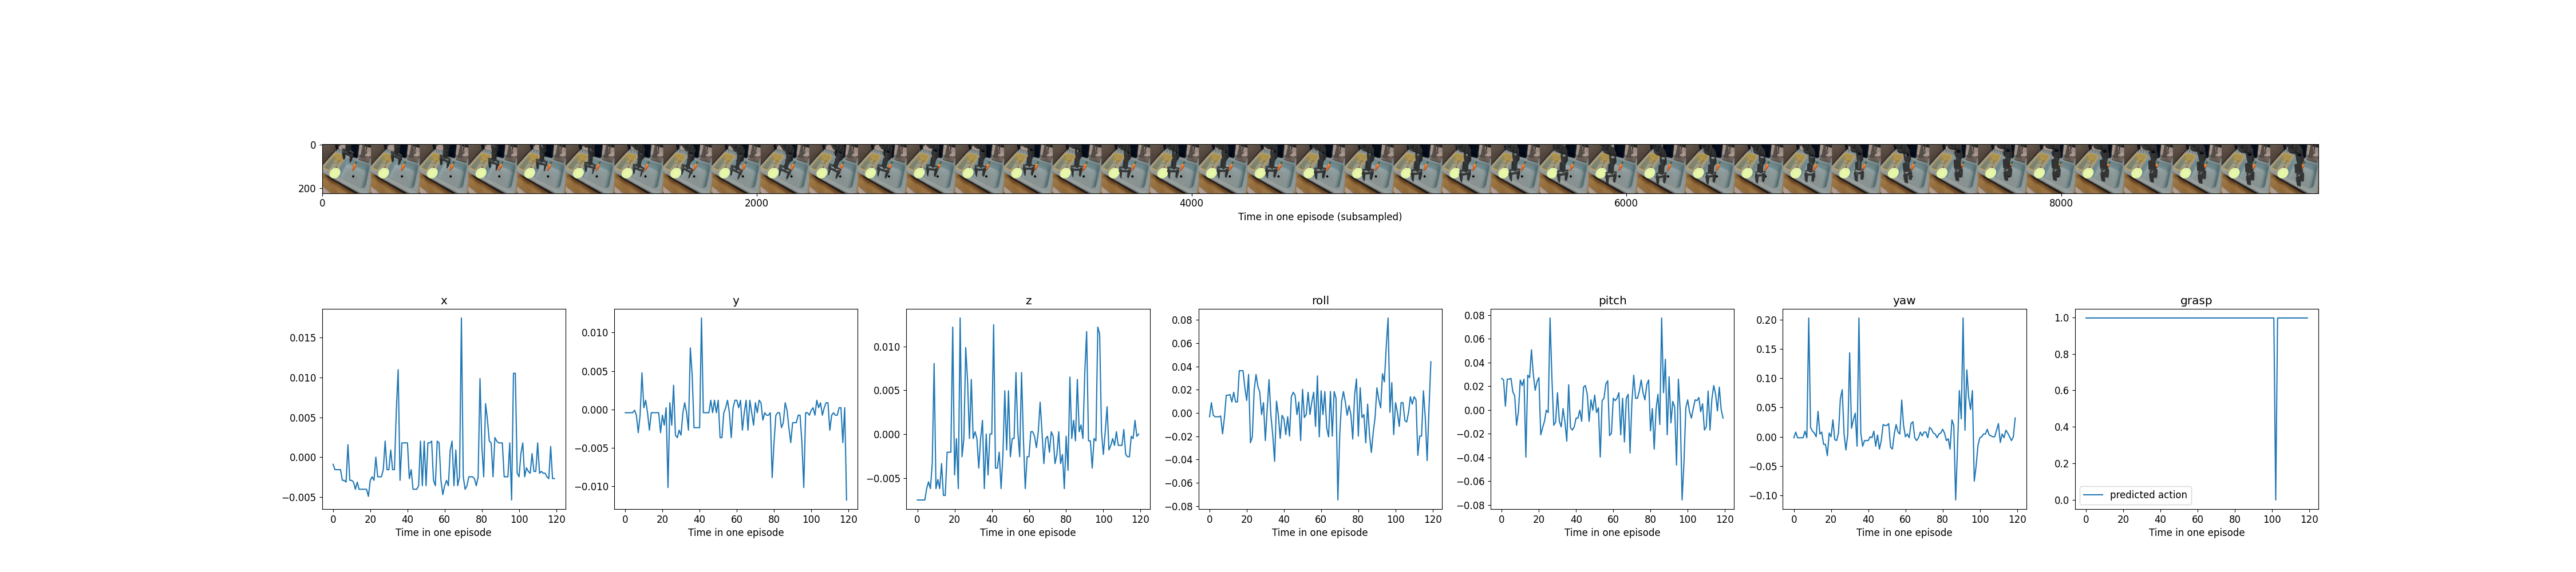 0
200
0 2000 4000 6000 8000
Time in one episode (subsampled)
x y z roll pitch yaw grasp
0.015
0.010
0.005
0.000
−0.005
0 20 40 60 80 100 120
Time in one episode
0.010
0.005
0.000
−0.005
−0.010
0 20 40 60 80 100 120
Time in one episode
0.010
0.005
0.000
−0.005
0 20 40 60 80 100 120
Time in one episode
0.08
0.06
0.04
0.02
0.00
−0.02
−0.04
−0.06
−0.08
0 20 40 60 80 100 120
Time in one episode
0.08
0.06
0.04
0.02
0.00
−0.02
−0.04
−0.06
−0.08
0 20 40 60 80 100 120
Time in one episode
0.20
0.15
0.10
0.05
0.00
−0.05
−0.10
0 20 40 60 80 100 120
Time in one episode
1.0
0.8
0.6
0.4
0.2
0.0
predicted action
0 20 40 60 80 100 120
Time in one episode